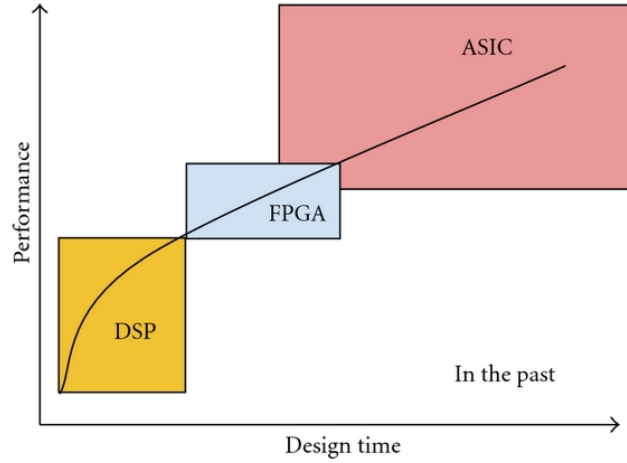 ASIC
Performance
FPGA
DSP
In the past
Design time